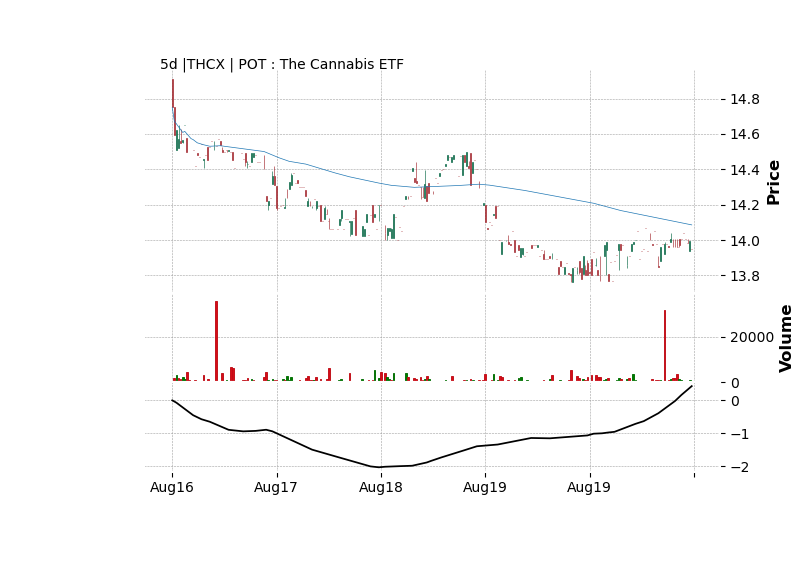 5d |THCX | POT : The Cannabis ETF
14.8
14.6
14.4
14.2
14.0
13.8
Price
20000
0
Volume
0
−1
−2
Aug16 Aug17 Aug18 Aug19 Aug19